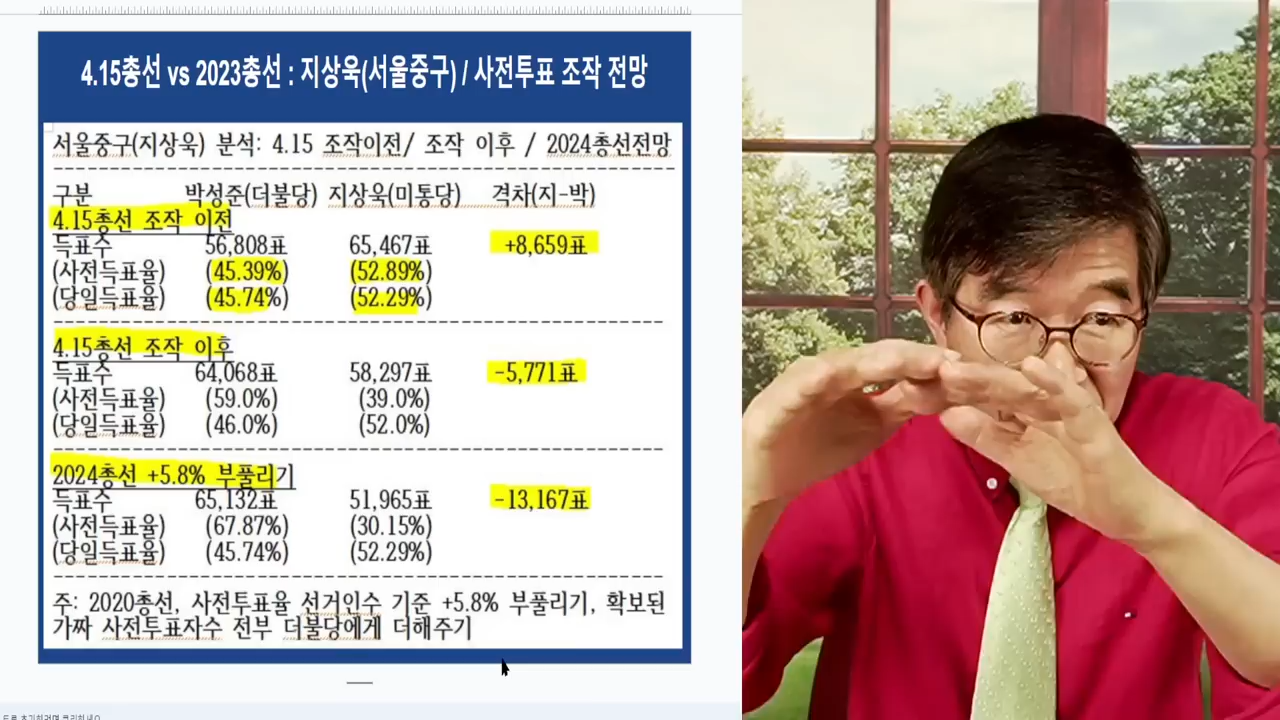 4.15총선 vs 2023총선 : 지상욱(서울중구) / 사전투표 조작 전망
서울중구(지상욱) 분석: 4.15 조작이전/ 조작 이후 / 2024총선전망
구분 박성준(더불당) 지상욱(미통당) 격차(지-박)
4.15총선 조작 이전
득표수 56,808표 65,467표 +8,659표
(사전득표율) (45.39%) (52.89%)
(당일득표율) (45.74%) (52.29%)
4.15총선 조작 이후
득표수 64,068표 58,297표 -5,771표
(사전득표율) (59.0%) (39.0%)
(당일득표율) (46.0%) (52.0%)
2024총선 +5.8% 부풀리기
득표수 65,132표 51,965표 -13,167표
(사전득표율) (67.87%) (30.15%)
(당일득표율) (45.74%) (52.29%)
주: 2020총선, 사전투표율 선거인수 기준 +5.8% 부풀리기, 확보된
가짜 사전투표자수 전부 더불당에게 더해주기